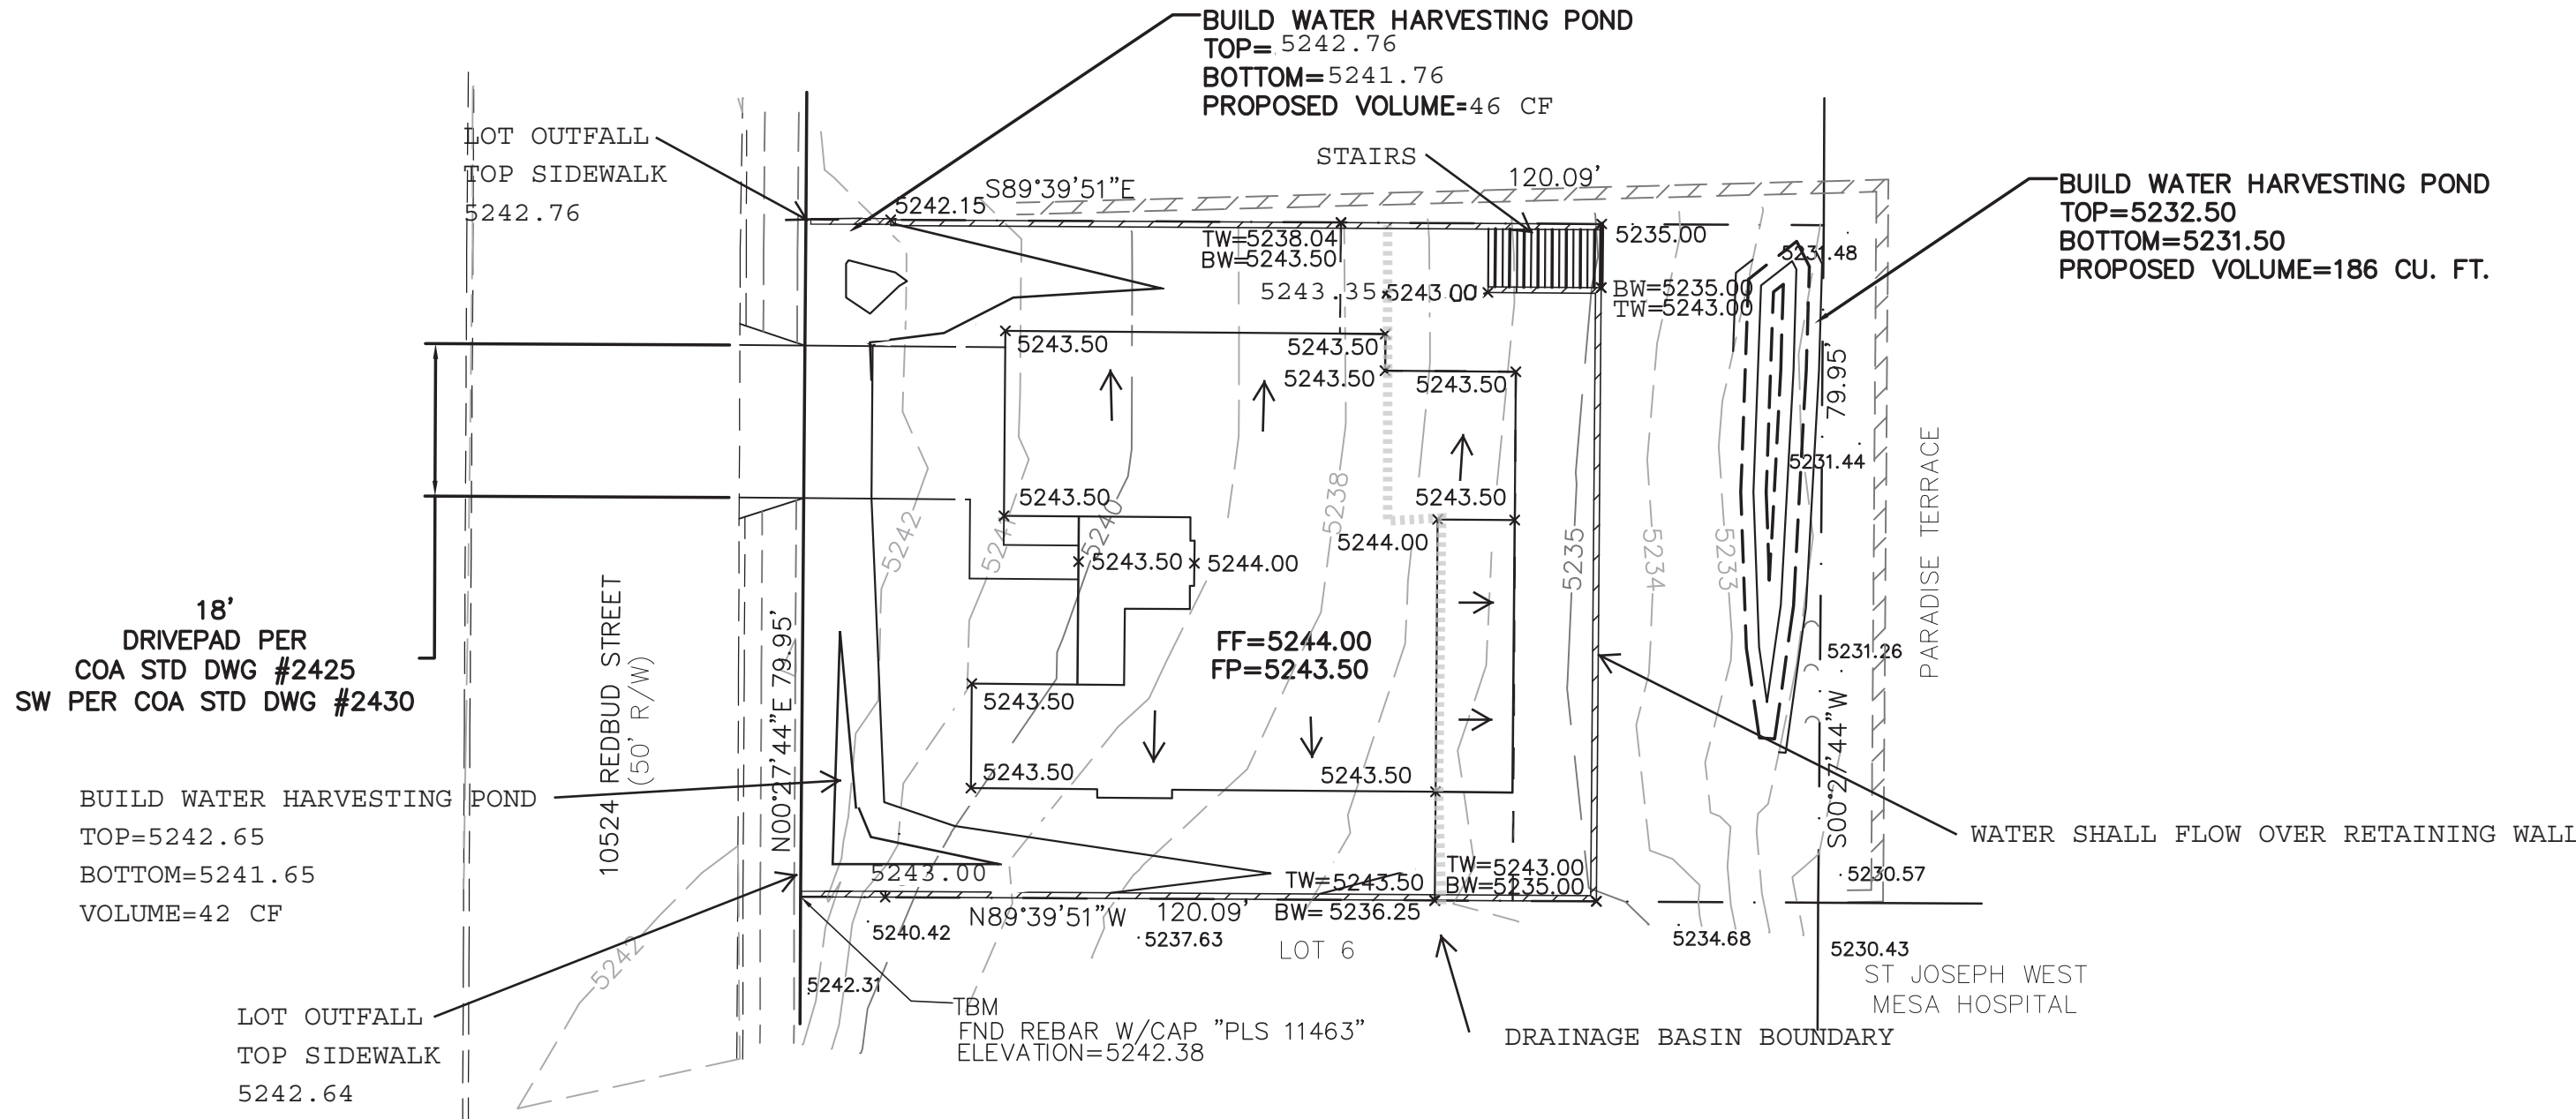 BUILD WATER HARVESTING POND
TOP= 5242.76
BOTTOM=5241.76
PROPOSED VOLUME=46 CF
LOT OUTFALL
TOP SIDEWALK
5242.76
STAIRS
120.09'
S89°39'51"E
5242.15
BUILD WATER HARVESTING POND
TOP=5232.50
BOTTOM=5231.50
PROPOSED VOLUME=186 CU. FT.
TW=5238.04
BW=5243.50
5235.00
5231.48
5243.35
5243.00
BW=5235.00
TW=5243.00
5243.50
5243.50
5243.50
5243.50
79.95'
5231.44
5243.50
5243.50
5238
5242
5240
5244.00
5243.50
5244.00
5235
5234
5233
PARADISE TERRACE
18'
DRIVEPAD PER
COA STD DWG #2425
SW PER COA STD DWG #2430
10524 REDBUD STREET
(50' R/W)
N00°27'44"E 79.95'
FF=5244.00
FP=5243.50
5231.26
5243.50
S00°27'44"W
5243.50
5243.50
BUILD WATER HARVESTING POND
TOP=5242.65
BOTTOM=5241.65
VOLUME=42 CF
WATER SHALL FLOW OVER RETAINING WALL
5243.00
TW=5243.50
TW=5243.00
BW=5235.00
5230.57
N89°39'51"W
120.09'
BW= 5236.25
5240.42
5237.63
LOT 6
5234.68
5230.43
5242
ST JOSEPH WEST
MESA HOSPITAL
5242.31
LOT OUTFALL
TOP SIDEWALK
5242.64
TBM
FND REBAR W/CAP "PLS 11463"
ELEVATION=5242.38
DRAINAGE BASIN BOUNDARY